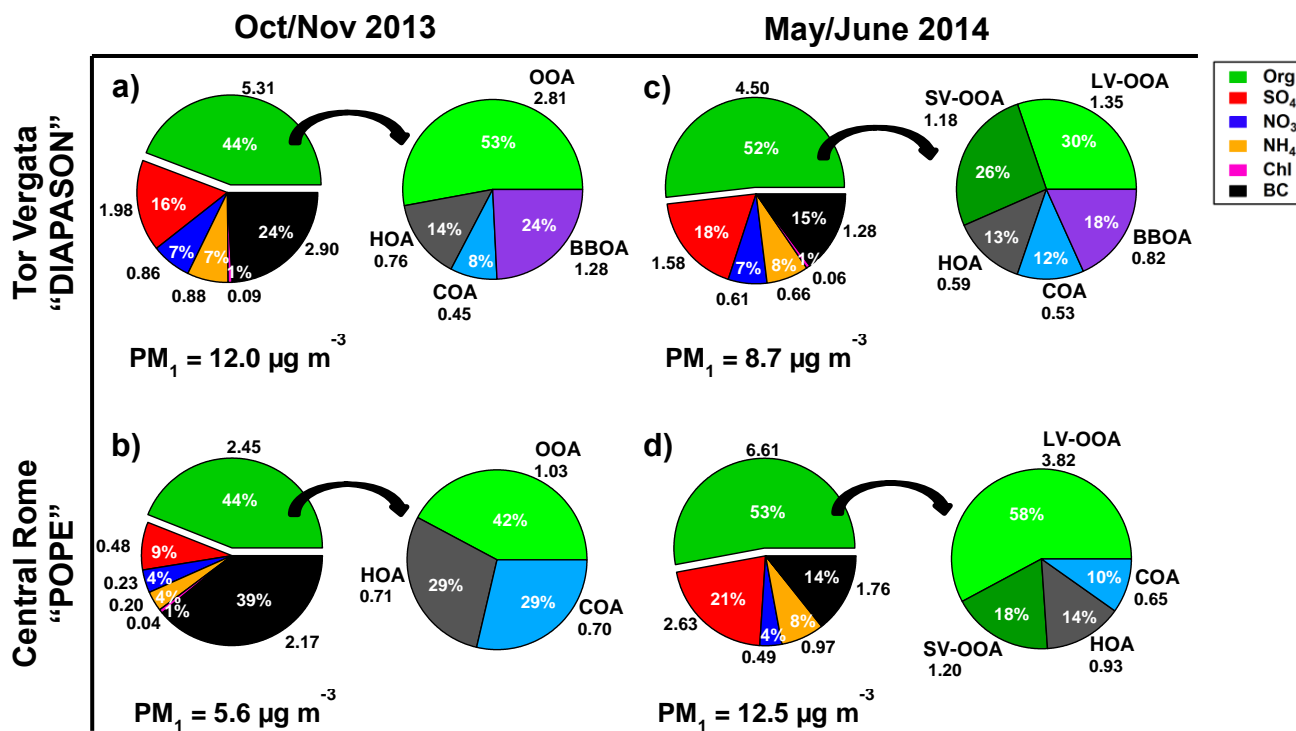 Oct/Nov 2013
May/June 2014
Tor Vergata
“DIAPASON”
Central Rome
“POPE”
a)
5.31
44%
16%
1.98
7%
0.86
7%
0.88
1%
0.09
24%
2.90
OOA
2.81
53%
HOA
0.76
14%
8%
COA
0.45
24%
BBOA
1.28
PM₁ = 12.0 µg m⁻³
c)
4.50
52%
18%
1.58
7%
0.61
8%
0.66
1%
0.06
15%
1.28
SV-OOA
1.18
LV-OOA
1.35
30%
26%
13%
HOA
0.59
12%
COA
0.53
18%
BBOA
0.82
PM₁ = 8.7 µg m⁻³
Org
SO₄
NO₃
NH₄
Chl
BC
b)
2.45
44%
0.48
9%
0.23
4%
0.20
4%
0.04
1%
39%
2.17
OOA
1.03
42%
HOA
0.71
29%
29%
COA
0.70
PM₁ = 5.6 µg m⁻³
d)
6.61
53%
21%
2.63
4%
0.49
8%
0.97
14%
1.76
LV-OOA
3.82
58%
18%
SV-OOA
1.20
14%
HOA
0.93
10%
COA
0.65
PM₁ = 12.5 µg m⁻³